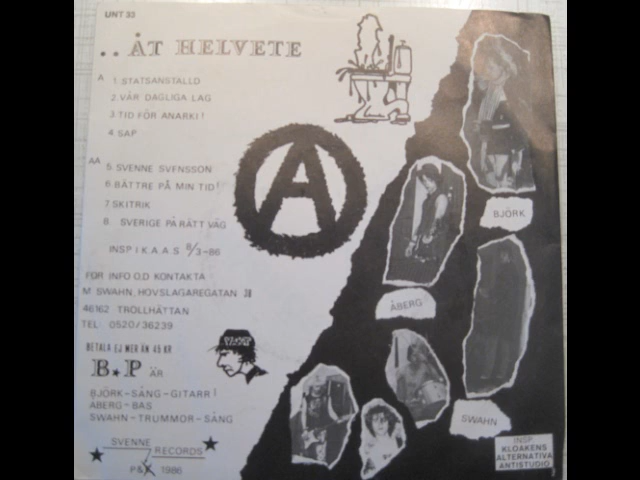 UNT 33
.. ÅT HELVETE
A 1. STATSANSTÄLLD
2. VÅR DAGLIGA LAG
3. TID FÖR ANARKI!
4. SAP
AA 5. SVENNE SVENSSON
6. BÄTTRE PÅ MIN TID!
7 SKITRIK
8. SVERIGE PÅ RÄTT VÄG
INSP I K.A.A.S 8/3-86
FÖR INFO O.D KONTAKTA
M SWAHN, HOVSLAGAREGATAN 38
46162 TROLLHÄTTAN
TEL: 0520/36239
BETALA EJ MER ÄN 45 KR
B.P ÄR
BJÖRK-SÅNG-GITARR!
ÅBERG-BAS
SWAHN-TRUMMOR-SÅNG
SVENNE
RECORDS
P&C 1986
A
BJÖRK
ÅBERG
SWAHN
INSP.
KLOAKENS
ALTERNATIVA
ANTISTUDIO